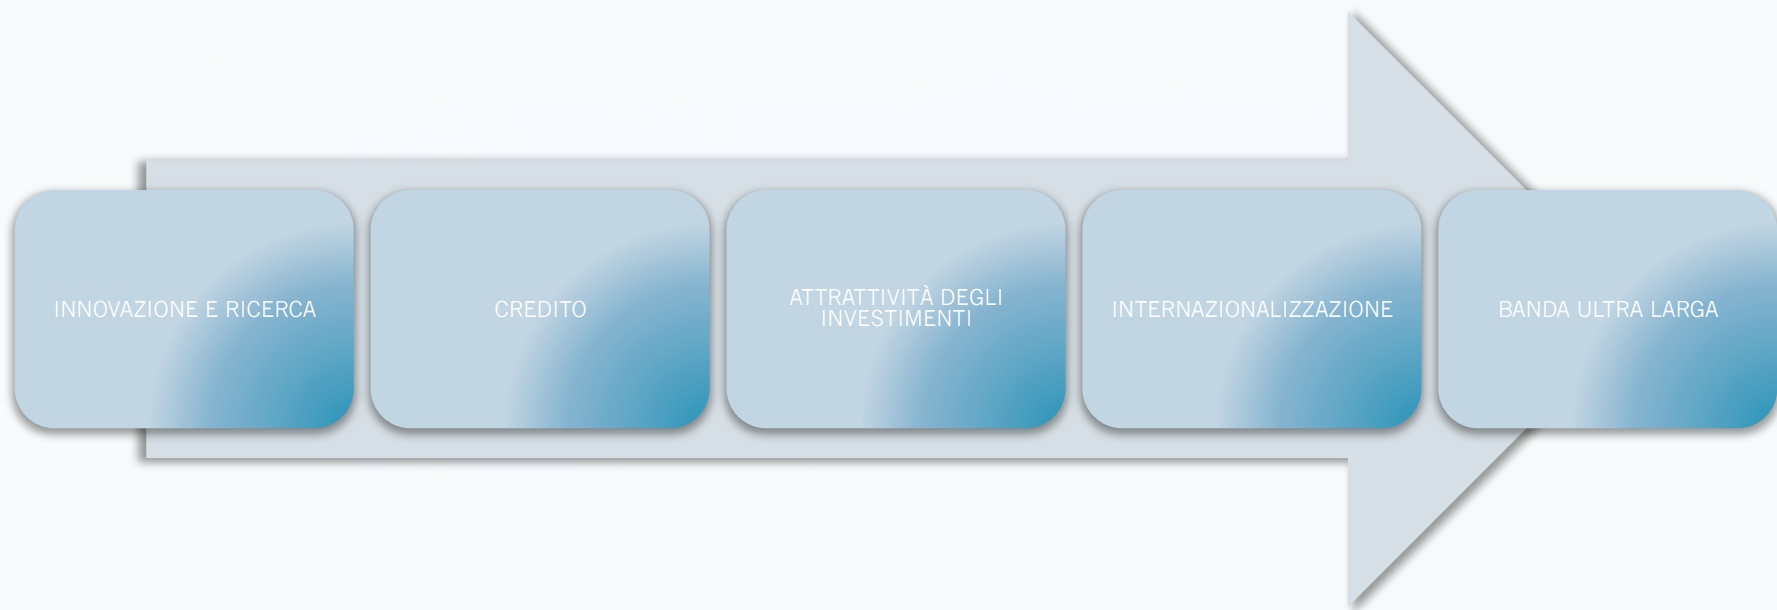 INNOVAZIONE E RICERCA
CREDITO
ATTRATTIVITÀ DEGLI
INVESTIMENTI
INTERNAZIONALIZZAZIONE
BANDA ULTRA LARGA